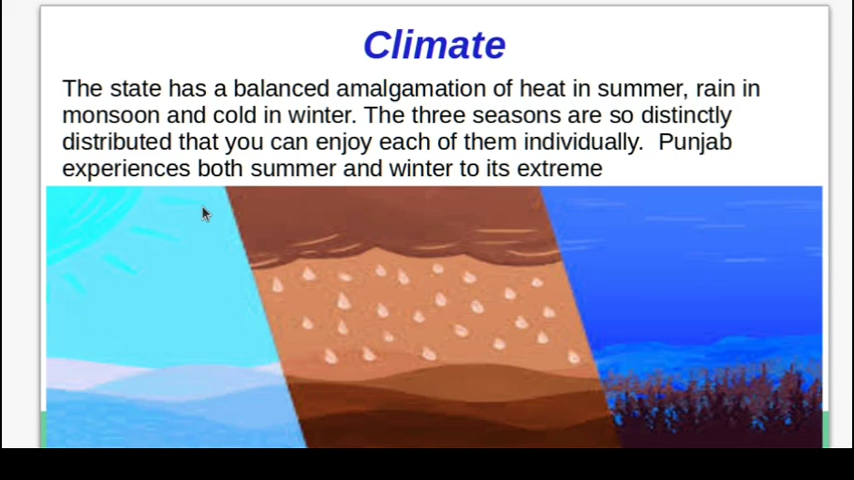 Climate
The state has a balanced amalgamation of heat in summer, rain in
monsoon and cold in winter. The three seasons are so distinctly
distributed that you can enjoy each of them individually.  Punjab
experiences both summer and winter to its extreme